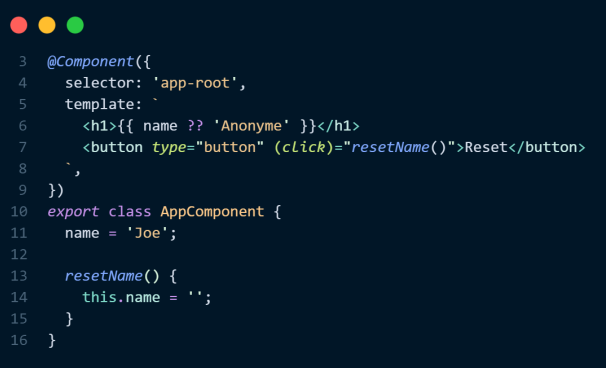 3 @Component({
4 selector: 'app-root',
5 template: `
6 <h1>{{ name ?? 'Anonyme' }}</h1>
7 <button type="button" (click)="resetName()">Reset</button>
8 `,
9 })
10 export class AppComponent {
11 name = 'Joe';
12
13 resetName() {
14 this.name = '';
15 }
16 }